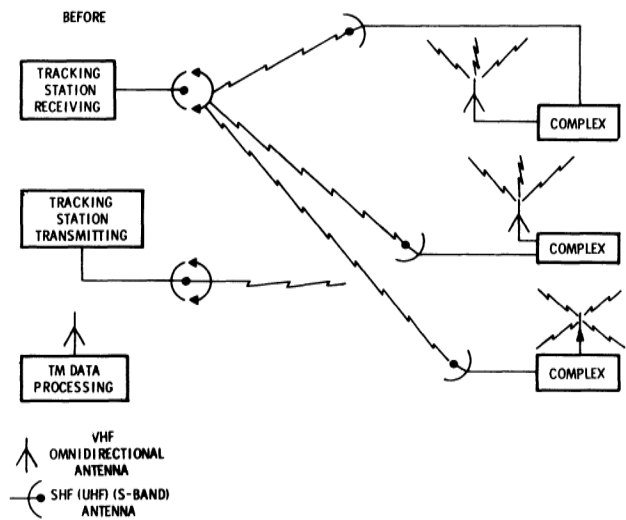 BEFORE
TRACKING
STATION
RECEIVING
COMPLEX
TRACKING
STATION
TRANSMITTING
COMPLEX
TM DATA
PROCESSING
COMPLEX
VHF
OMNIDIRECTIONAL
ANTENNA
SHF (UHF) (S-BAND)
ANTENNA